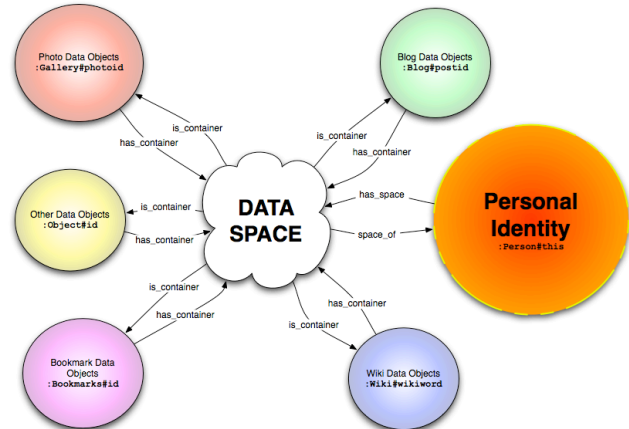 Photo Data Objects
:Gallery#photoid
Blog Data Objects
:Blog#postid
is_container
has_container
is_container
has_container
Other Data Objects
:Object#id
is_container
has_container
DATA
SPACE
has_space
space_of
Personal
Identity
:Person#this
is_container
has_container
has_container
is_container
Bookmark Data
Objects
:Bookmarks#id
Wiki Data Objects
:Wiki#wikiword